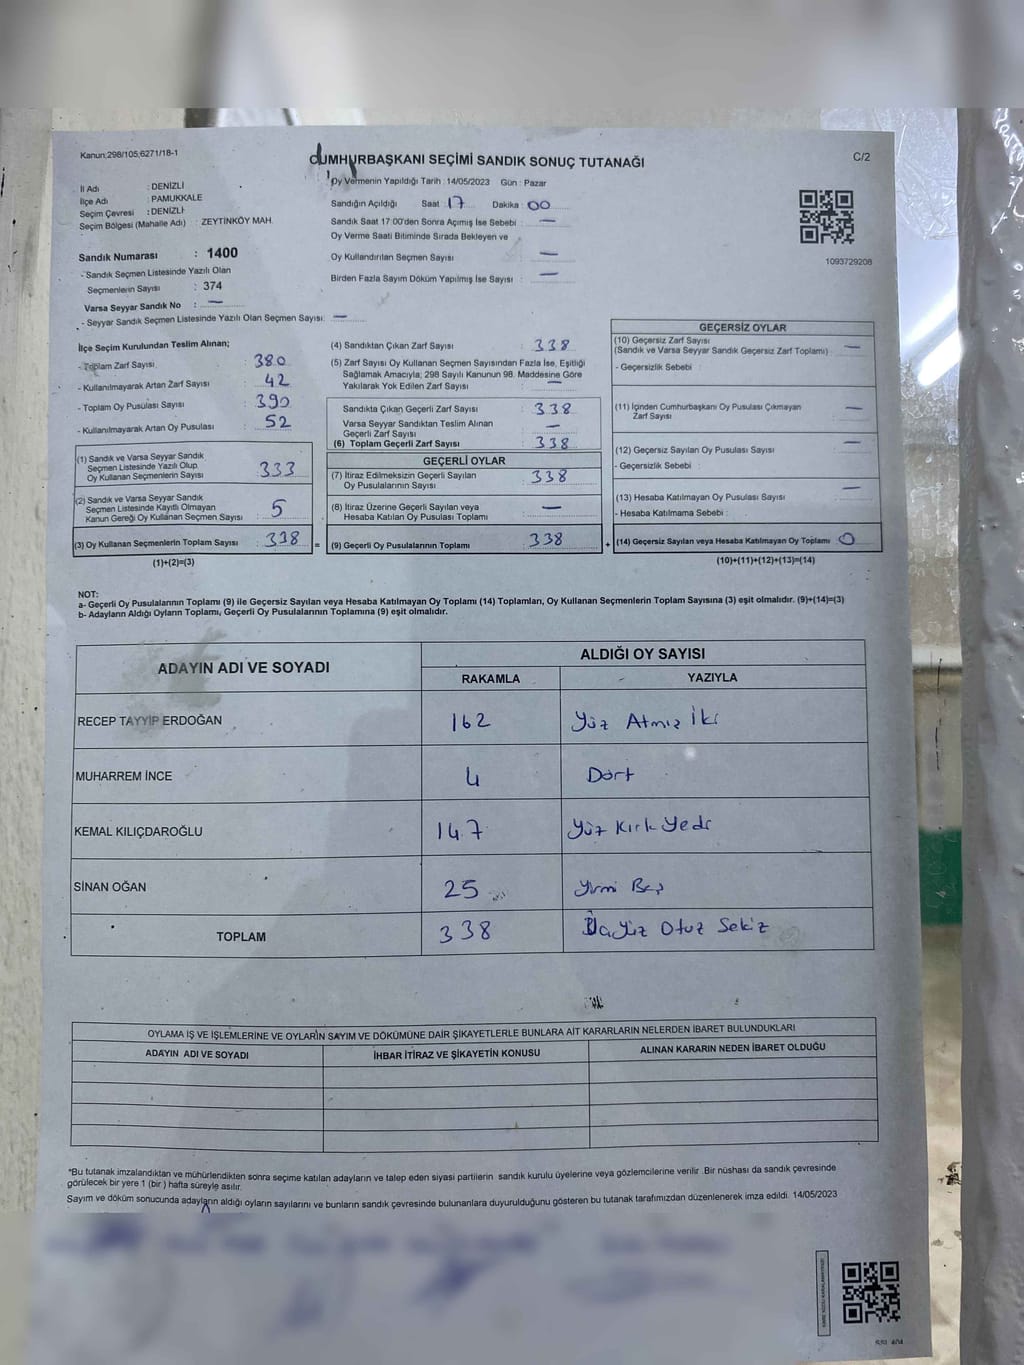 Kanun;298/105,6271/18-1
CUMHURBAŞKANI SEÇİMİ SANDIK SONUÇ TUTANAĞI
C/2
Oy Vermenin Yapıldığı Tarih : 14/05/2023 Gün : Pazar
İl Adı : DENİZLİ
İlçe Adı : PAMUKKALE
Seçim Çevresi : DENİZLİ
Seçim Bölgesi (Mahalle Adı) : ZEYTİNKÖY MAH.
Sandığın Açıldığı Saat : 17 Dakika : 00
Sandık Saat 17:00'den Sonra Açımış İse Sebebi : —
Oy Verme Saati Bitiminde Sırada Bekleyen ve
Oy Kullandırılan Seçmen Sayısı : —
Birden Fazla Sayım Döküm Yapılmış İse Sayısı : —
1093729208
Sandık Numarası : 1400
- Sandık Seçmen Listesinde Yazılı Olan
Seçmenlerin Sayısı : 374
Varsa Seyyar Sandık No : —
- Seyyar Sandık Seçmen Listesinde Yazılı Olan Seçmen Sayısı: —
İlçe Seçim Kurulundan Teslim Alınan;
- Toplam Zarf Sayısı : 380
- Kullanılmayarak Artan Zarf Sayısı : 42
- Toplam Oy Pusulası Sayısı : 390
- Kullanılmayarak Artan Oy Pusulası : 52
(1) Sandık ve Varsa Seyyar Sandık
Seçmen Listesinde Yazılı Olup
Oy Kullanan Seçmenlerin Sayısı : 333
(2) Sandık ve Varsa Seyyar Sandık
Seçmen Listesinde Kayıtlı Olmayan
Kanun Gereği Oy Kullanan Seçmen Sayısı : 5
(3) Oy Kullanan Seçmenlerin Toplam Sayısı : 338
(1)+(2)=(3)
(4) Sandıktan Çıkan Zarf Sayısı : 338
(5) Zarf Sayısı Oy Kullanan Seçmen Sayısından Fazla İse, Eşitliği
Sağlamak Amacıyla; 298 Sayılı Kanunun 98. Maddesine Göre
Yakılarak Yok Edilen Zarf Sayısı : —
Sandıkta Çıkan Geçerli Zarf Sayısı : 338
Varsa Seyyar Sandıktan Teslim Alınan
Geçerli Zarf Sayısı : —
(6) Toplam Geçerli Zarf Sayısı : 338
GEÇERLİ OYLAR
(7) İtiraz Edilmeksizin Geçerli Sayılan
Oy Pusulalarının Sayısı : 338
(8) İtiraz Üzerine Geçerli Sayılan veya
Hesaba Katılan Oy Pusulası Toplamı : —
= (9) Geçerli Oy Pusulalarının Toplamı : 338
GEÇERSİZ OYLAR
(10) Geçersiz Zarf Sayısı
(Sandık ve Varsa Seyyar Sandık Geçersiz Zarf Toplamı) : —
- Geçersizlik Sebebi :
(11) İçinden Cumhurbaşkanı Oy Pusulası Çıkmayan
Zarf Sayısı : —
(12) Geçersiz Sayılan Oy Pusulası Sayısı : —
- Geçersizlik Sebebi :
(13) Hesaba Katılmayan Oy Pusulası Sayısı : —
- Hesaba Katılmama Sebebi :
+ (14) Geçersiz Sayılan veya Hesaba Katılmayan Oy Toplamı : 0
(10)+(11)+(12)+(13)=(14)
NOT:
a- Geçerli Oy Pusulalarının Toplamı (9) ile Geçersiz Sayılan veya Hesaba Katılmayan Oy Toplamı (14) Toplamları, Oy Kullanan Seçmenlerin Toplam Sayısına (3) eşit olmalıdır. (9)+(14)=(3)
b- Adayların Aldığı Oyların Toplamı, Geçerli Oy Pusulalarının Toplamına (9) eşit olmalıdır.
ADAYIN ADI VE SOYADI
ALDIĞI OY SAYISI
RAKAMLA YAZIYLA
RECEP TAYYİP ERDOĞAN 162 Yüz Atmış İki
MUHARREM İNCE 4 Dört
KEMAL KILIÇDAROĞLU 147 Yüz Kırk Yedi
SİNAN OĞAN 25 Yirmi Beş
TOPLAM 338 Otuz Sekiz
OYLAMA İŞ VE İŞLEMLERİNE VE OYLARIN SAYIM VE DÖKÜMÜNE DAİR ŞİKAYETLERLE BUNLARA AİT KARARLARIN NELERDEN İBARET BULUNDUKLARI
ADAYIN ADI VE SOYADI İHBAR İTİRAZ VE ŞİKAYETİN KONUSU ALINAN KARARIN NEDEN İBARET OLDUĞU
*Bu tutanak imzalandıktan ve mühürlendikten sonra seçime katılan adayların ve talep eden siyasi partilerin sandık kurulu üyelerine veya gözlemcilerine verilir. Bir nüshası da sandık çevresinde
görülecek bir yere 1 (bir ) hafta süreyle asılır.
Sayım ve döküm sonucunda adayların aldığı oyların sayılarını ve bunların sandık çevresinde bulunanlara duyurulduğunu gösteren bu tutanak tarafımızdan düzenlenerek imza edildi. 14/05/2023